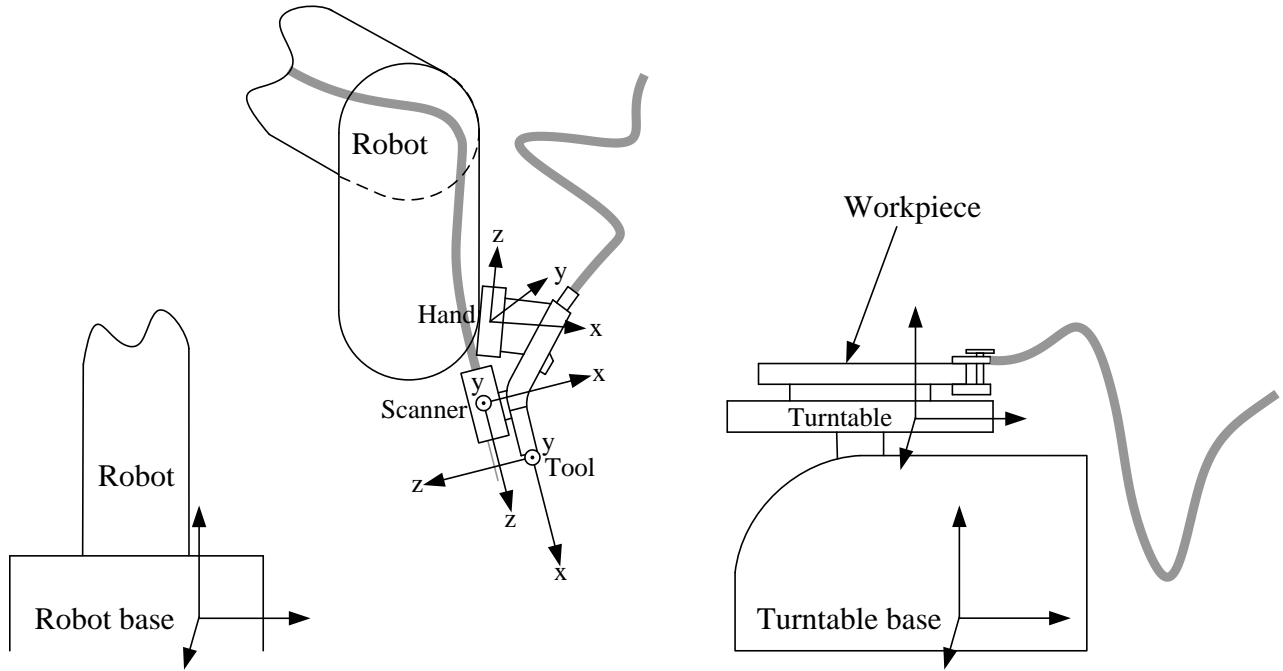 Robot
Workpiece
z
y
Hand
x
x
y
Scanner
Turntable
y
Tool
Robot
z
z
x
Robot base
Turntable base